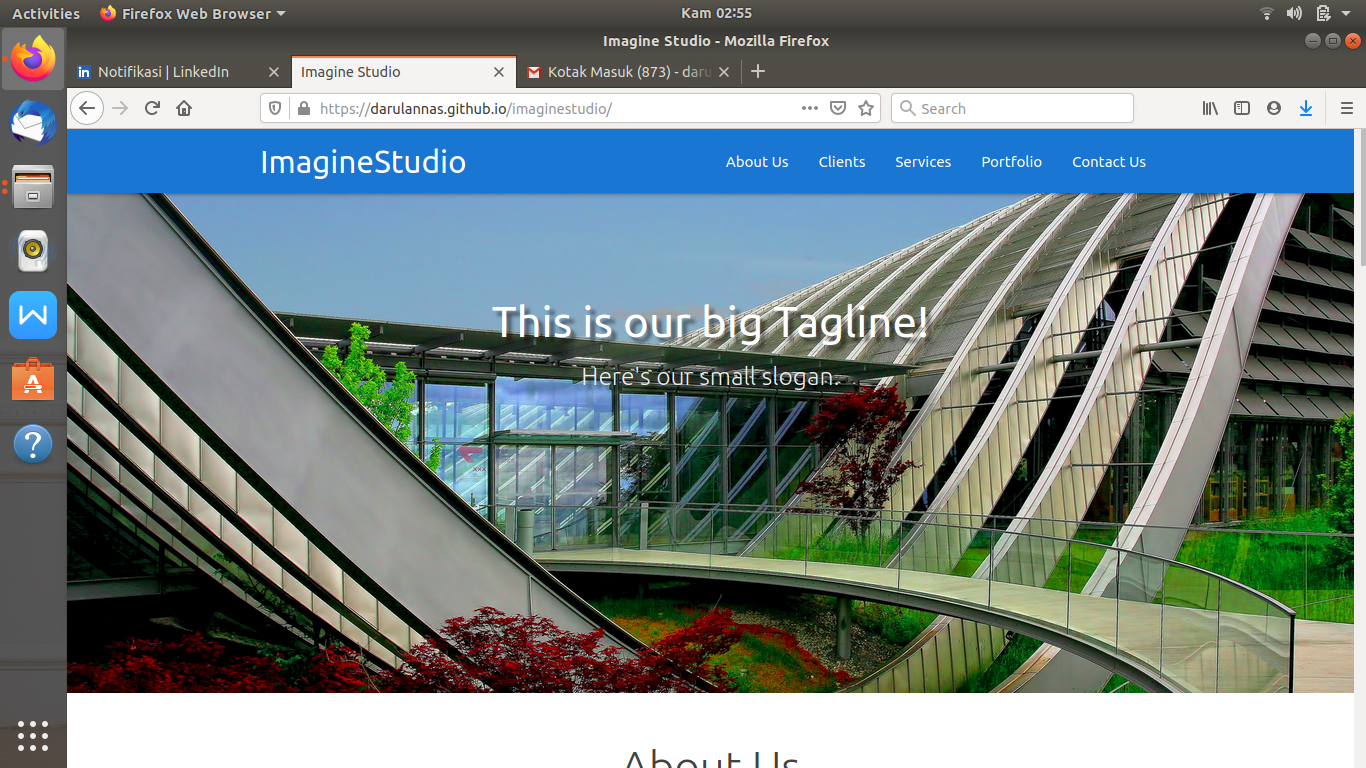 Activities Firefox Web Browser Kam 02:55
Imagine Studio - Mozilla Firefox
Notifikasi | LinkedIn Imagine Studio Kotak Masuk (873) - daru
https://darulannas.github.io/imaginestudio/ Search
ImagineStudio About Us Clients Services Portfolio Contact Us
This is our big Tagline!
Here's our small slogan.
xxx
About Us